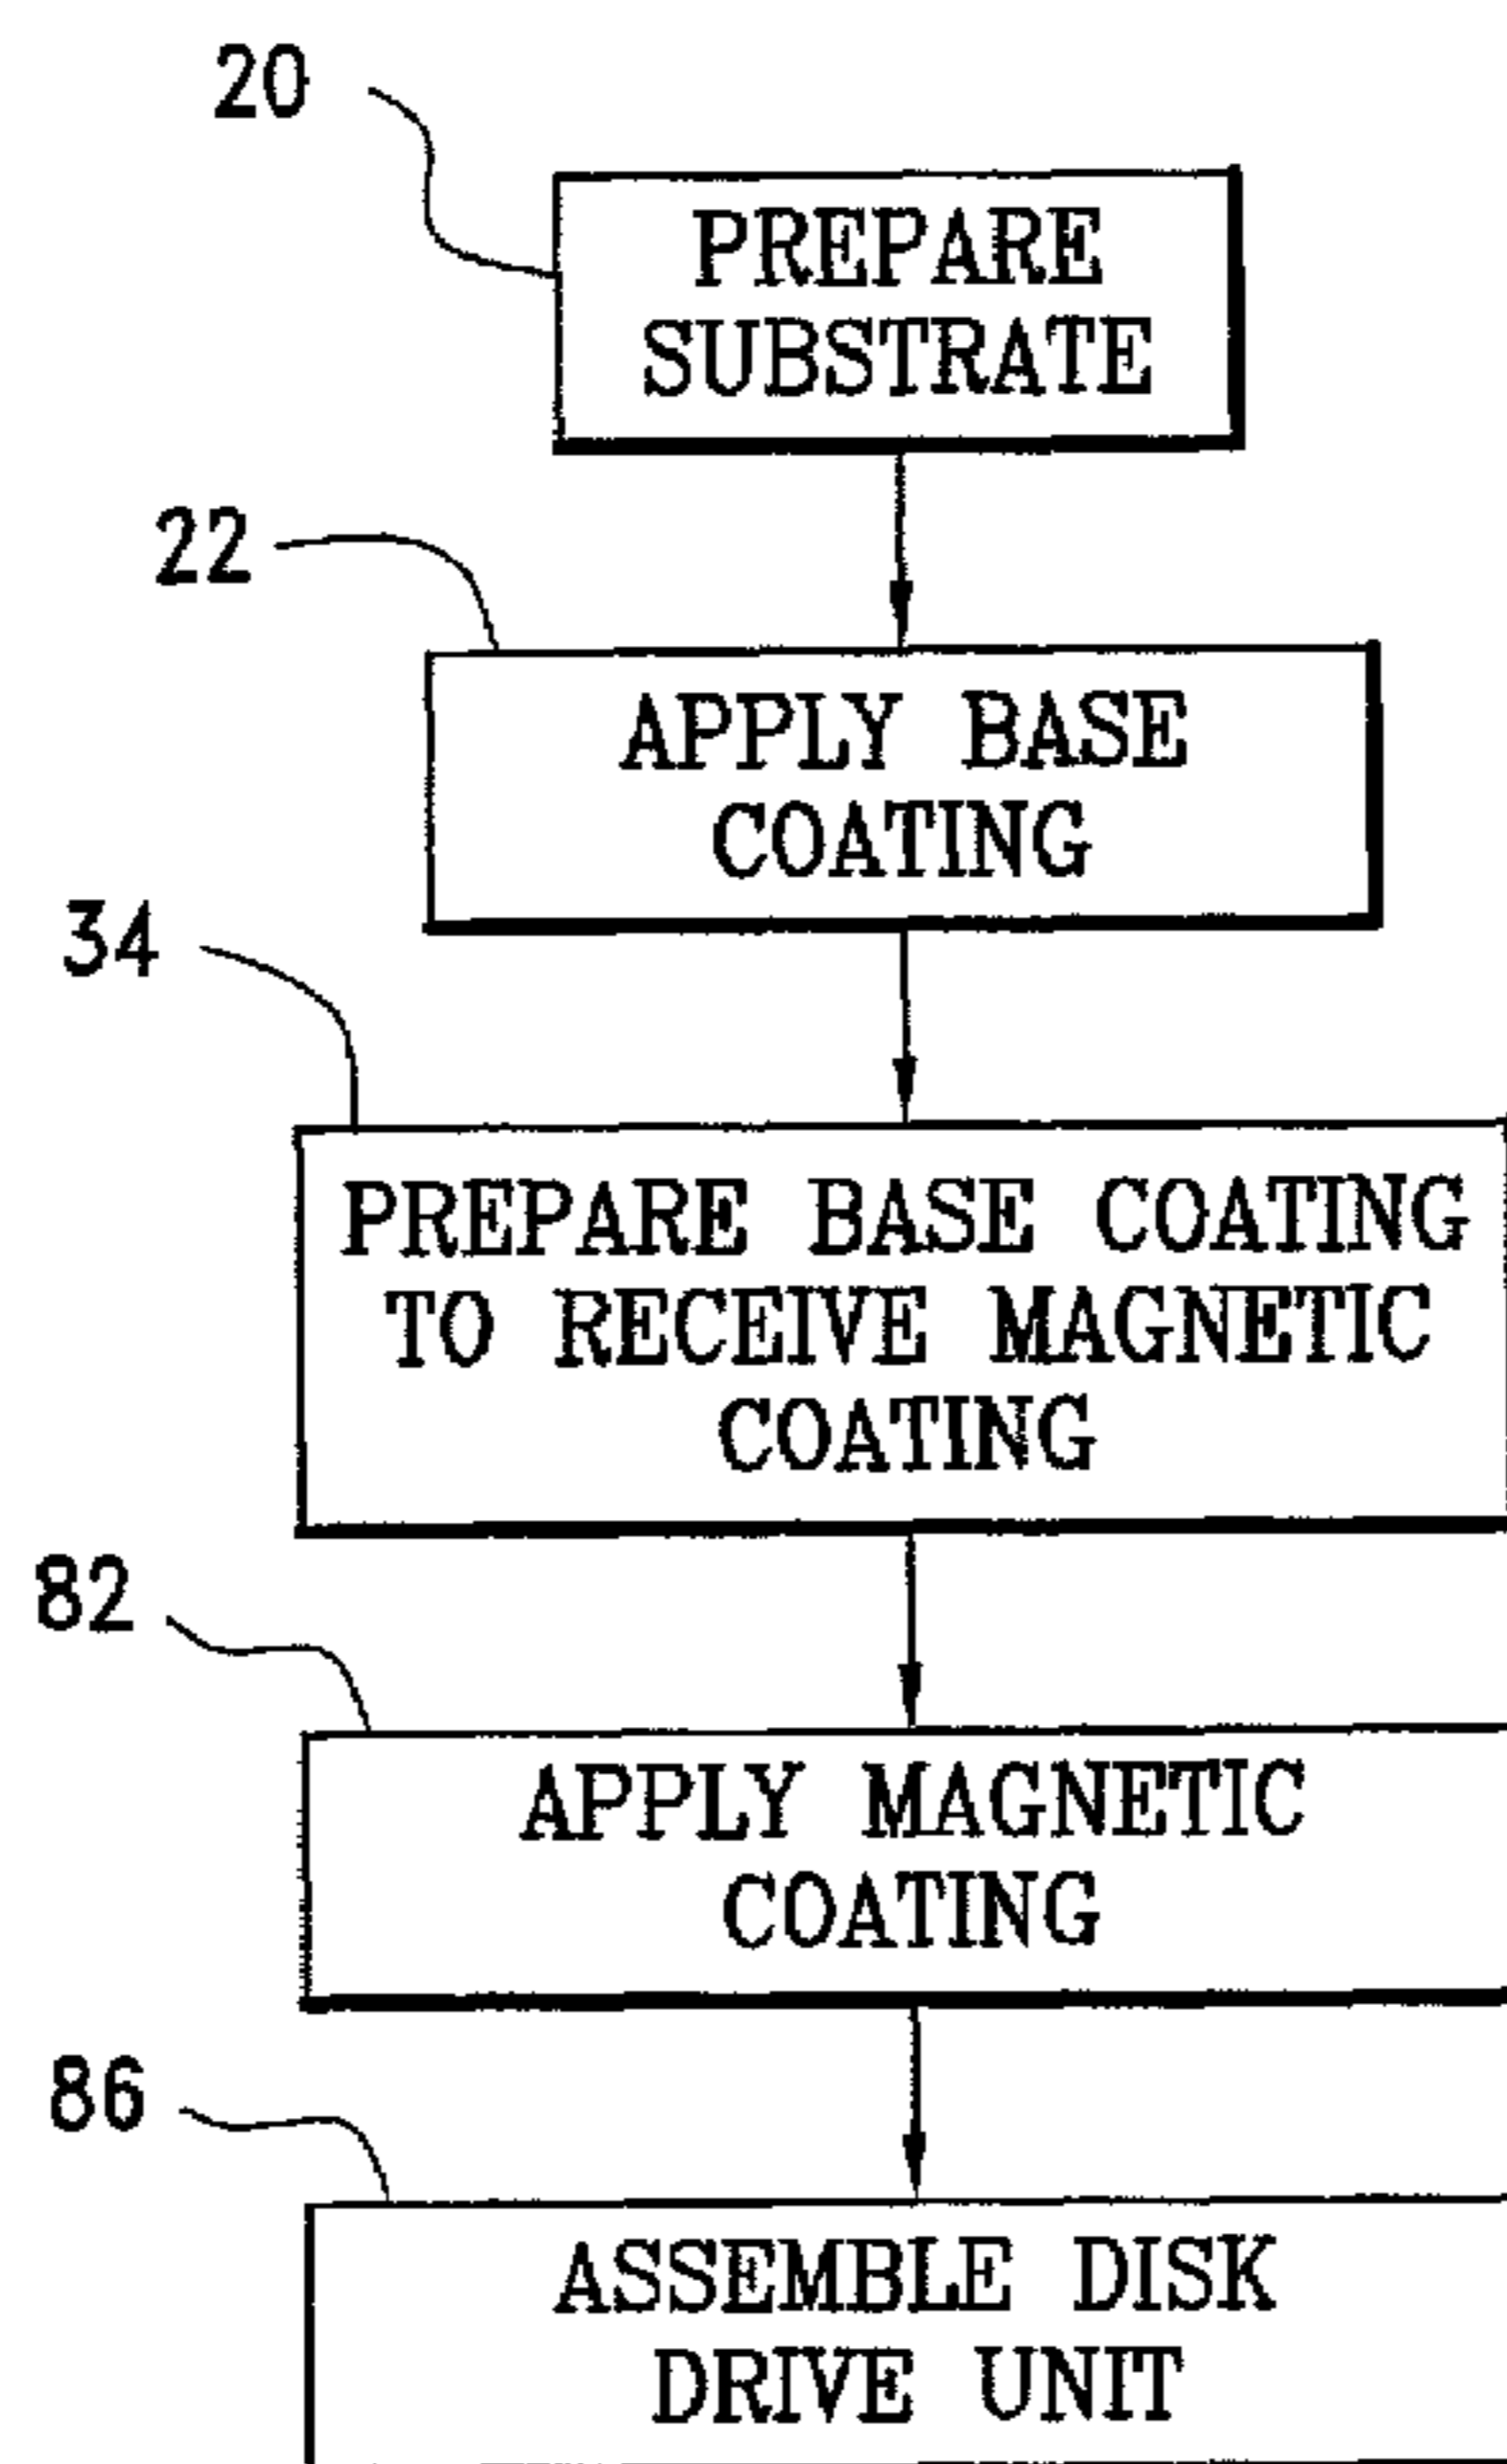 20
PREPARE
SUBSTRATE
22
APPLY BASE
COATING
34
PREPARE BASE COATING
TO RECEIVE MAGNETIC
COATING
82
APPLY MAGNETIC
COATING
86
ASSEMBLE DISK
DRIVE UNIT